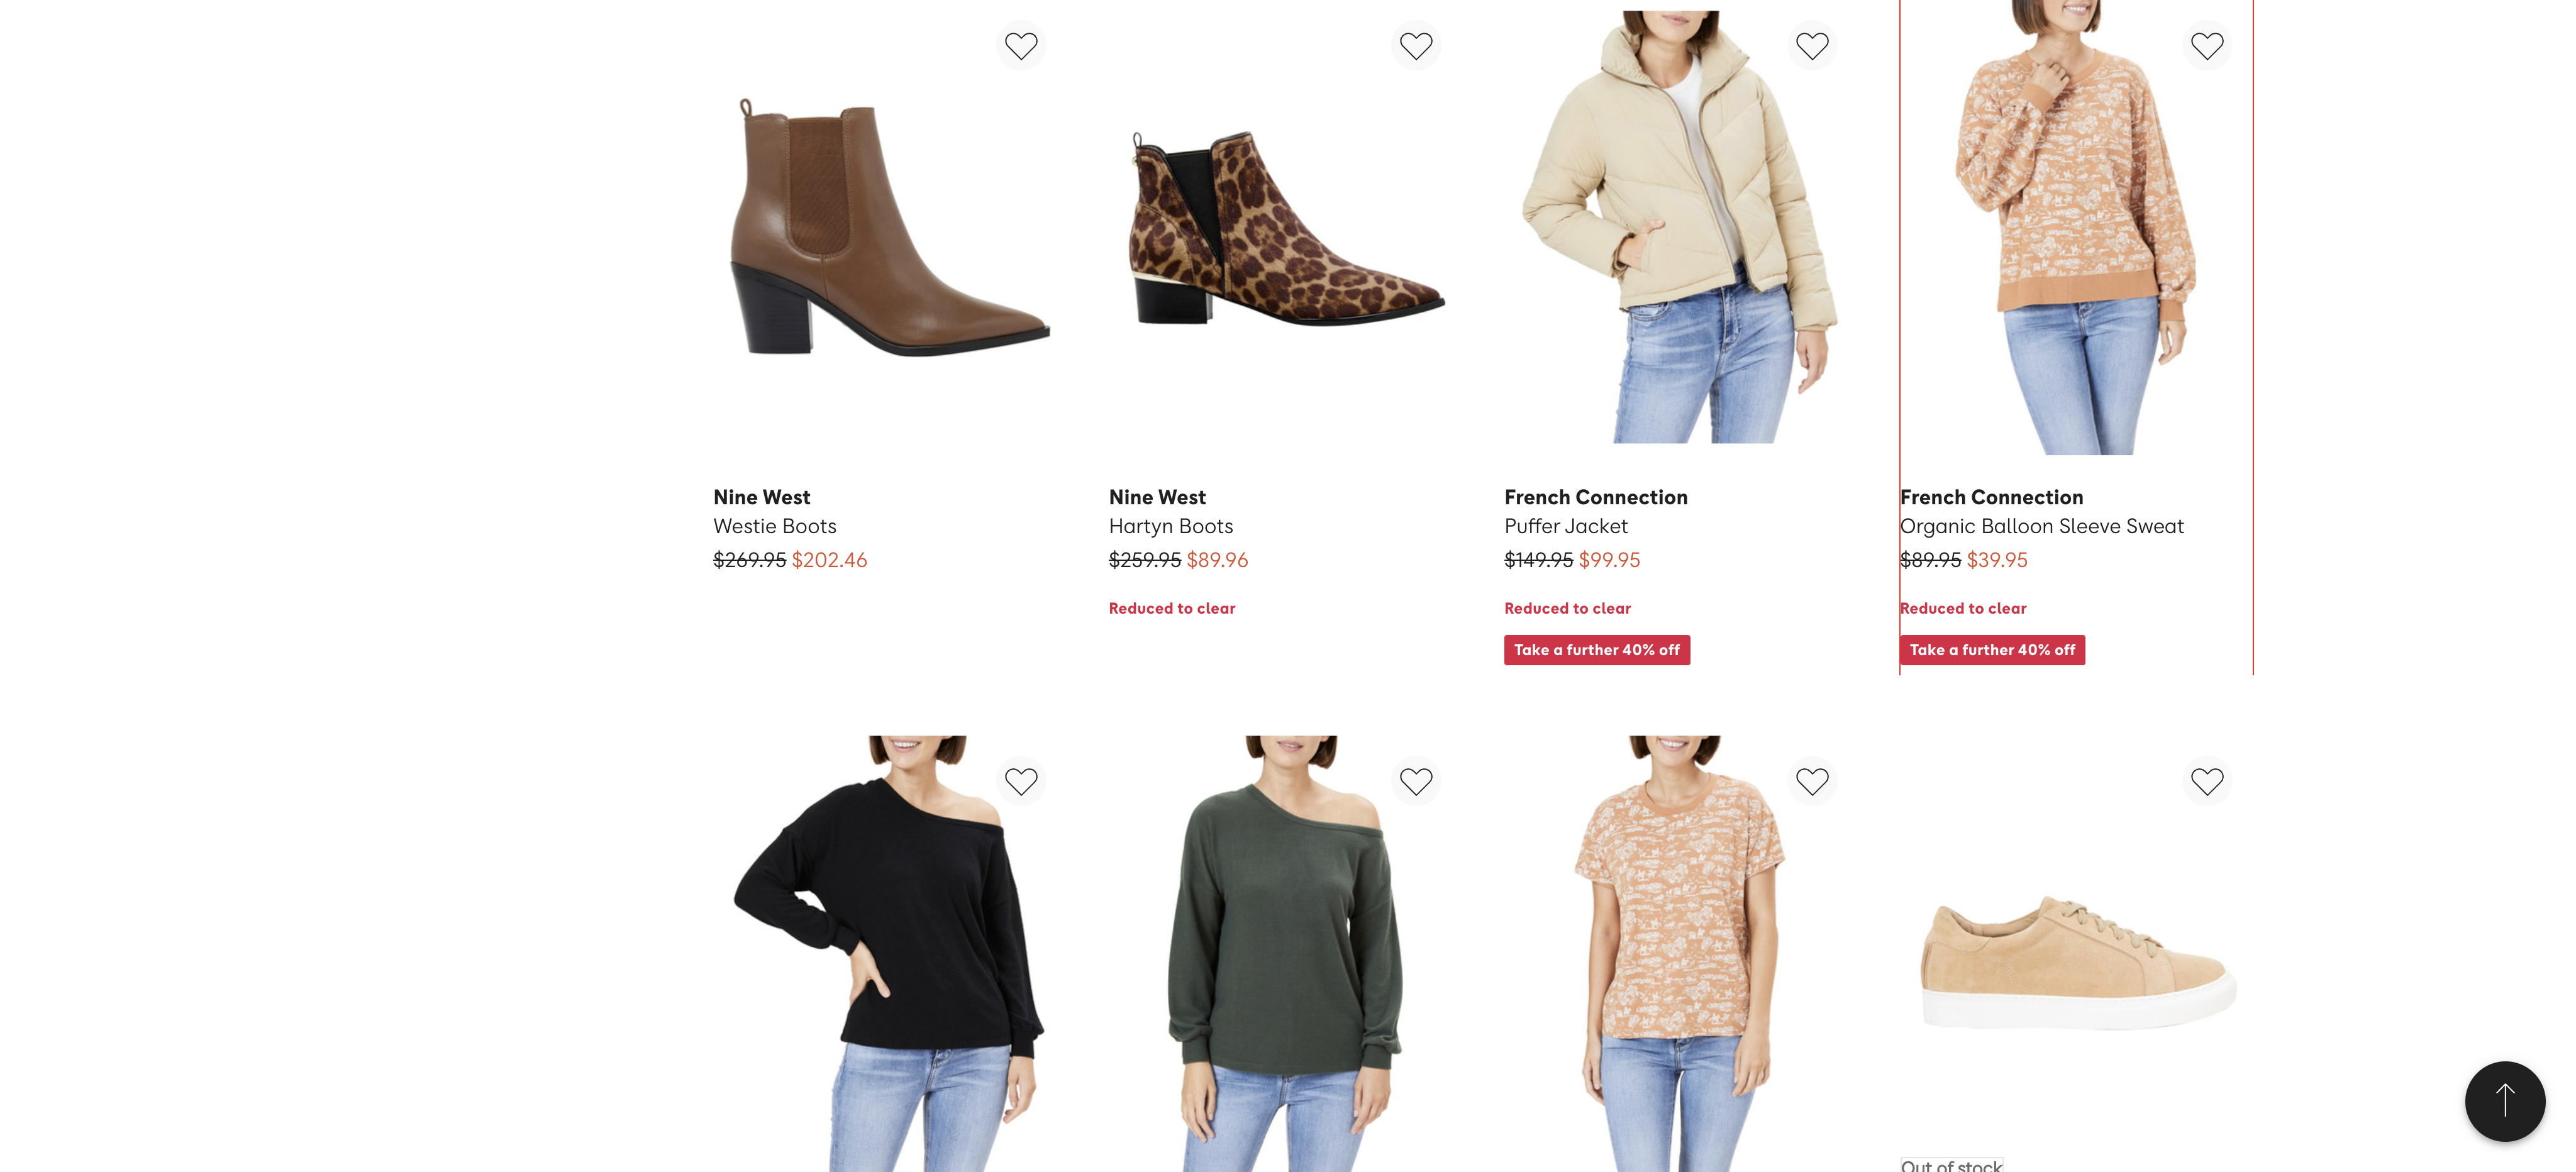 Nine West
Westie Boots
$269.95 $202.46
Nine West
Hartyn Boots
$259.95 $89.96
Reduced to clear
French Connection
Puffer Jacket
$149.95 $99.95
Reduced to clear
Take a further 40% off
French Connection
Organic Balloon Sleeve Sweat
$89.95 $39.95
Reduced to clear
Take a further 40% off
Out of stock